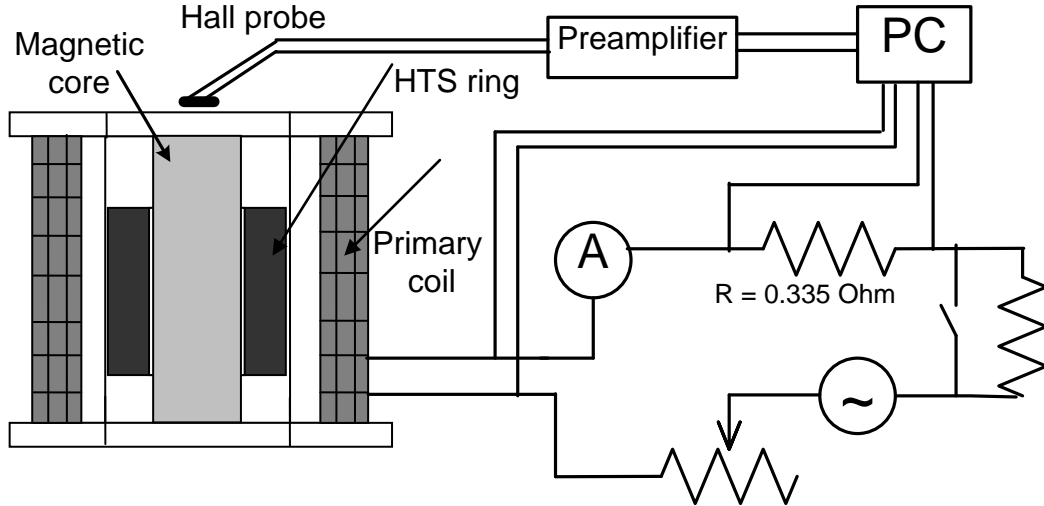 Hall probe
Magnetic
core
HTS ring
Preamplifier
PC
Primary
coil
A
R = 0.335 Ohm
~